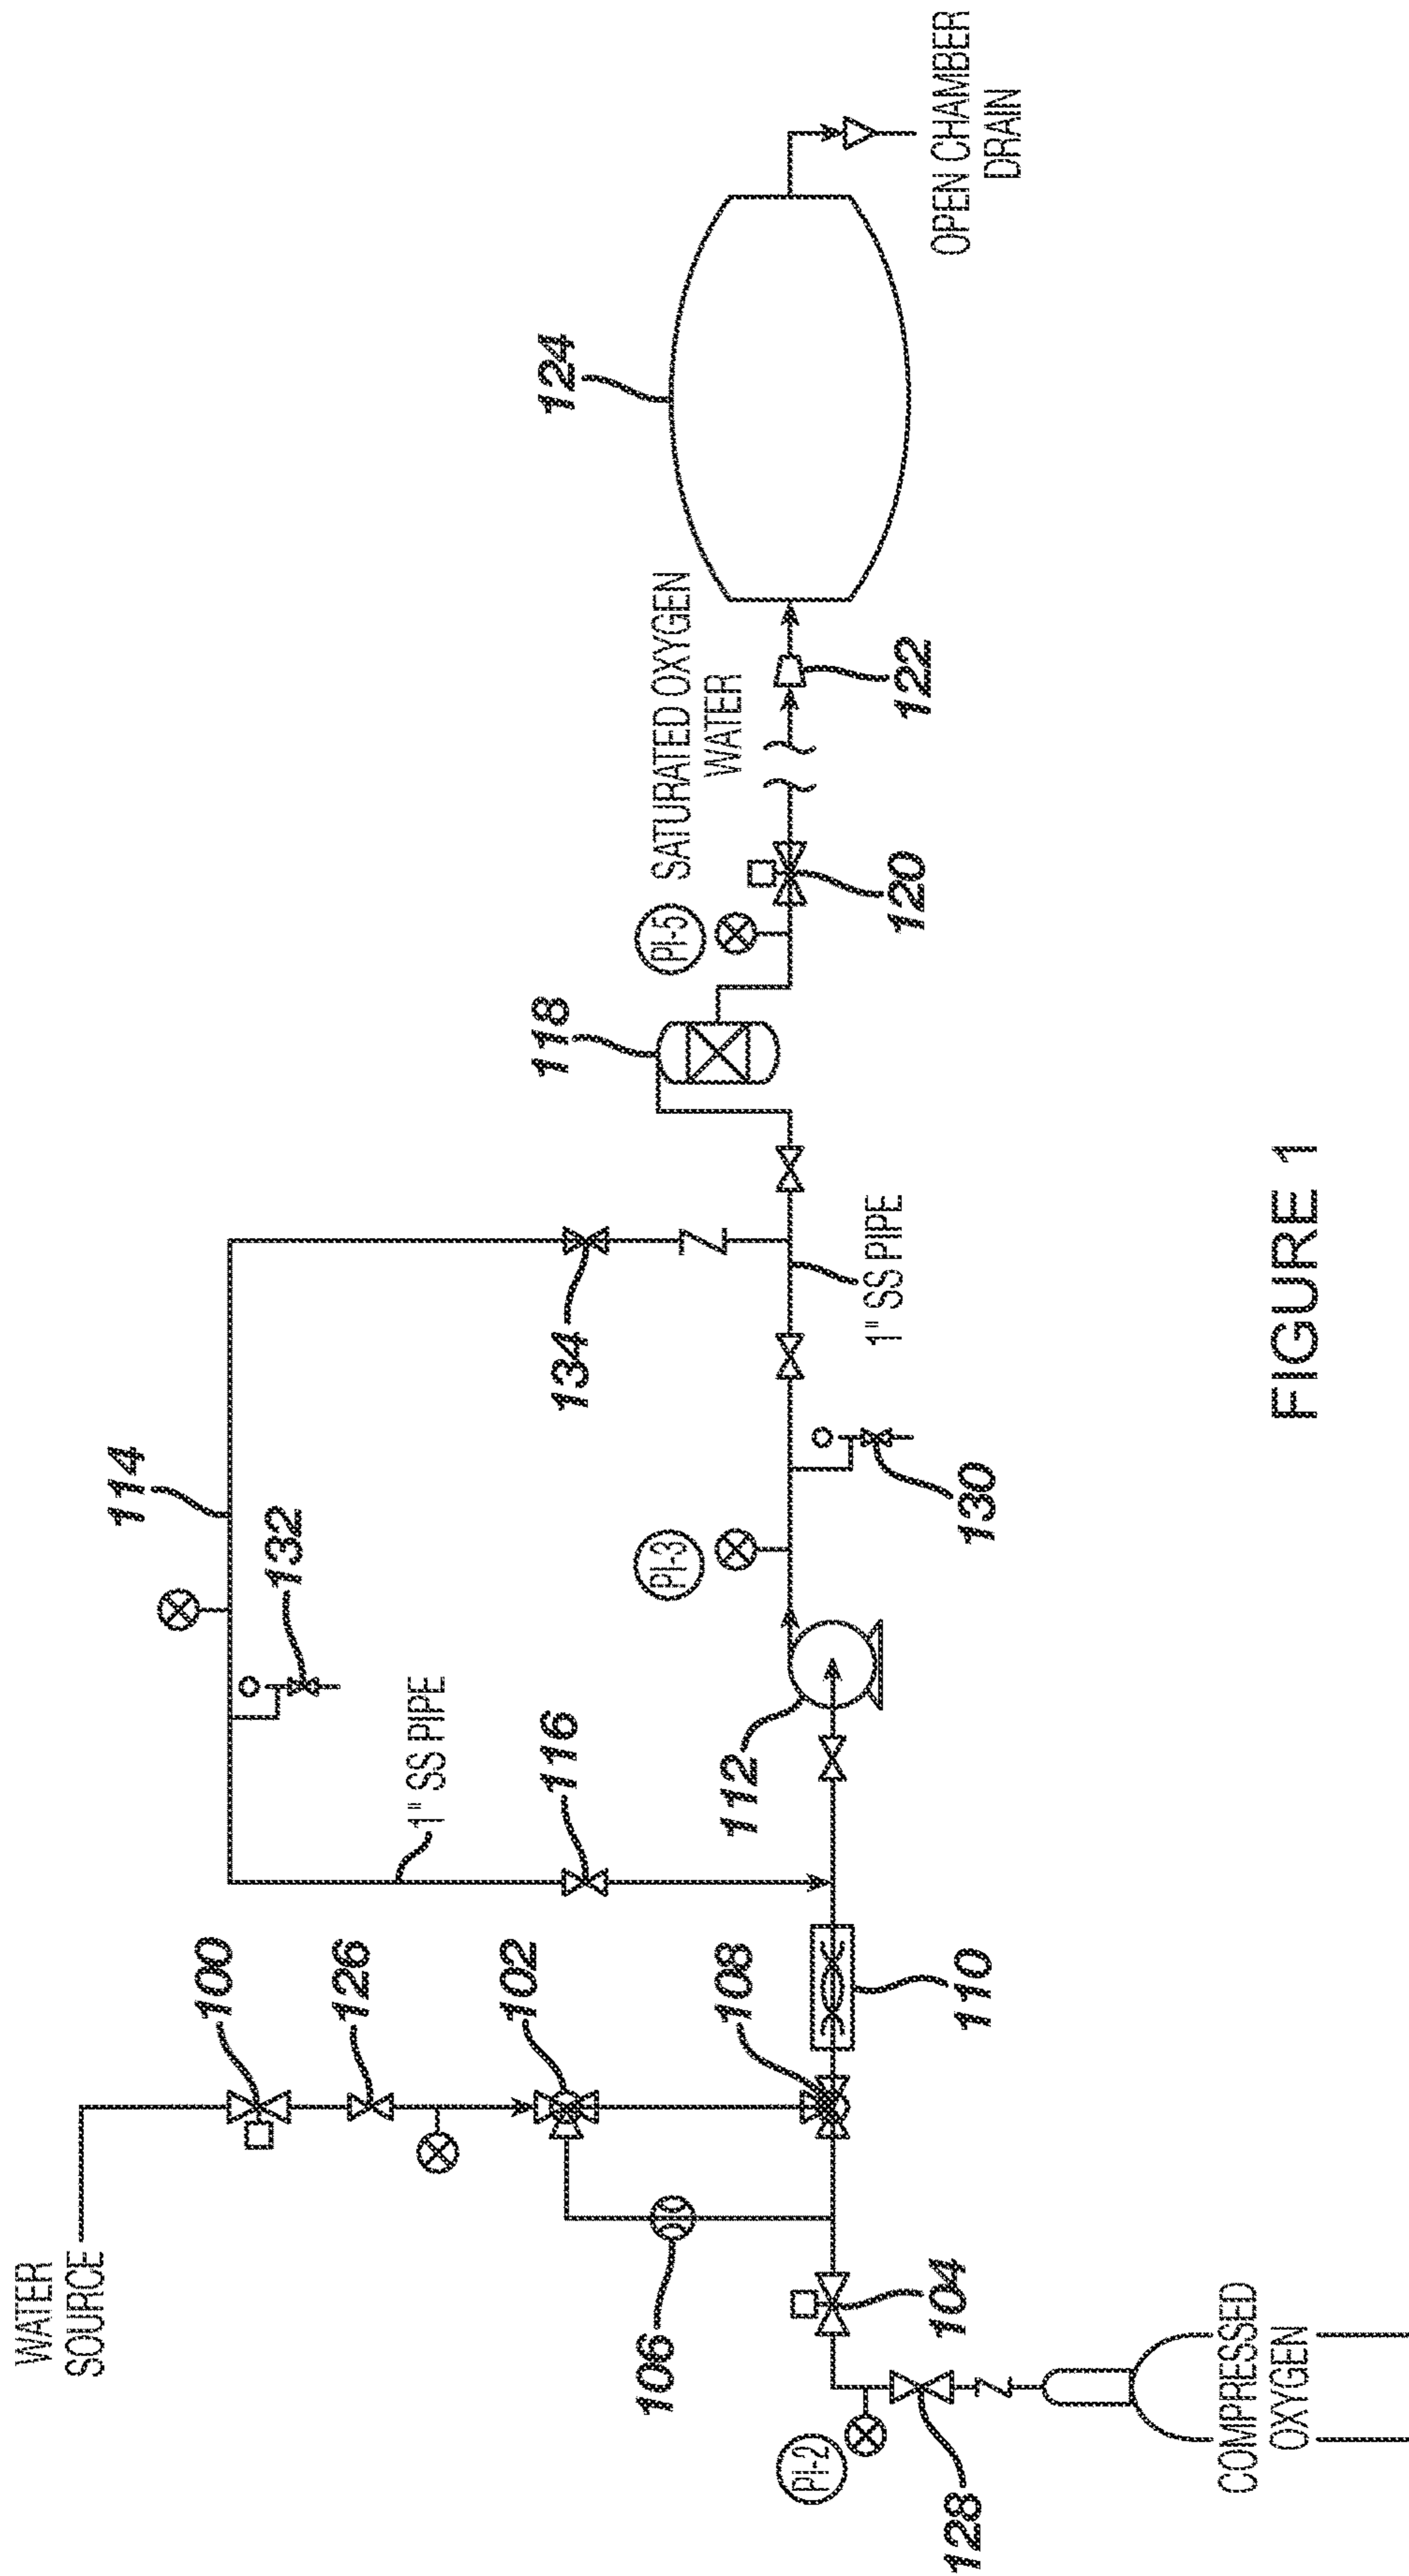 WATER
SOURCE
100
126
102
106
108
104
PI-2
128
COMPRESSED
OXYGEN
110
116
1" SS PIPE
112
114
132
PI-3
130
134
1" SS PIPE
118
PI-5
120
SATURATED OXYGEN
WATER
122
124
OPEN CHAMBER
DRAIN
FIGURE 1